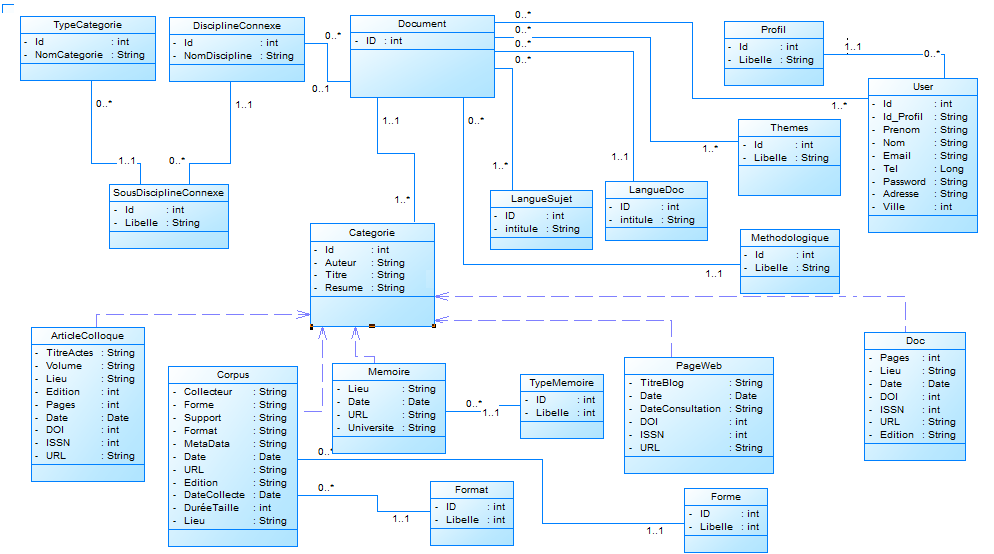 TypeCategorie
- Id : int
- NomCategorie : String
DisciplineConnexe
- Id : int
- NomDiscipline : String
Document
- ID : int
Profil
- Id : int
- Libelle : String
User
- Id : int
- Id_Profil : String
- Prenom : String
- Nom : String
- Email : String
- Tel : Long
- Password : String
- Adresse : String
- Ville : int
0..*
0..*
0..*
0..*
0..*
0..1
1..1
0..*
1..*
0..*
1..1
1..1
0..*
1..1
0..*
1..*
1..1
1..*
1..*
1..1
SousDisciplineConnexe
- Id : int
- Libelle : String
Themes
- Id : int
- Libelle : String
LangueSujet
- ID : int
- intitule : String
LangueDoc
- ID : int
- intitule : String
Methodologique
- Id : int
- Libelle : String
Categorie
- Id : int
- Auteur : String
- Titre : String
- Resume : String
ArticleColloque
- TitreActes : String
- Volume : String
- Lieu : String
- Edition : int
- Pages : int
- Date : Date
- DOI : int
- ISSN : int
- URL : String
Corpus
- Collecteur : String
- Forme : String
- Support : String
- Format : String
- MetaData : String
- Date : Date
- URL : String
- Edition : String
- DateCollecte : Date
- DuréeTaille : int
- Lieu : String
Memoire
- Lieu : String
- Date : Date
- URL : String
- Universite : String
0..*
1..1
TypeMemoire
- ID : int
- Libelle : int
PageWeb
- TitreBlog : String
- Date : Date
- DateConsultation : String
- DOI : int
- ISSN : int
- URL : String
Doc
- Pages : int
- Lieu : String
- Date : Date
- DOI : int
- ISSN : int
- URL : String
- Edition : String
0..
0..*
1..1
1..1
Format
- ID : int
- Libelle : int
Forme
- ID : int
- Libelle : int